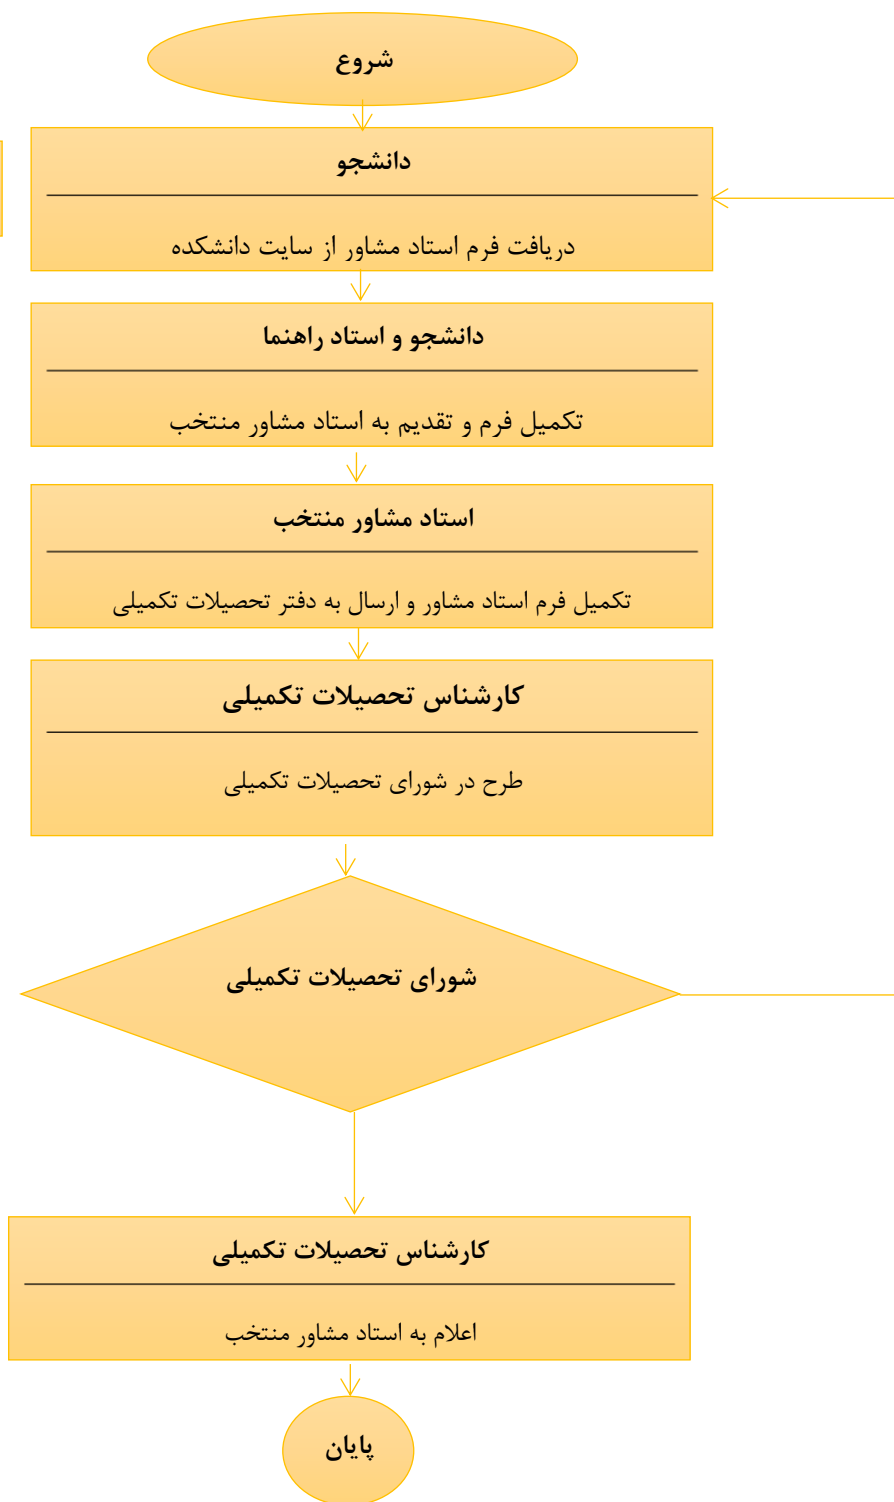 شروع
دانشجو
دریافت فرم استاد مشاور از سایت دانشکده
دانشجو و استاد راهنما
تکمیل فرم و تقدیم به استاد مشاور منتخب
استاد مشاور منتخب
تکمیل فرم استاد مشاور و ارسال به دفتر تحصیلات تکمیلی
کارشناس تحصیلات تکمیلی
طرح در شورای تحصیلات تکمیلی
شورای تحصیلات تکمیلی
کارشناس تحصیلات تکمیلی
اعلام به استاد مشاور منتخب
پایان